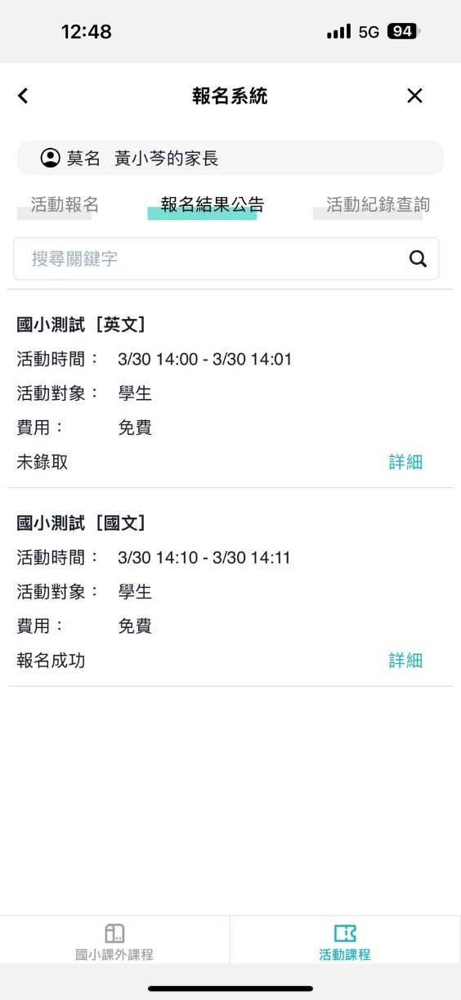 12:48 5G 94
報名系統
莫名 黃小芩的家長
活動報名 報名結果公告 活動紀錄查詢
搜尋關鍵字
國小測試［英文］
活動時間： 3/30 14:00 - 3/30 14:01
活動對象： 學生
費用： 免費
未錄取 詳細
國小測試［國文］
活動時間： 3/30 14:10 - 3/30 14:11
活動對象： 學生
費用： 免費
報名成功 詳細
國小課外課程 活動課程